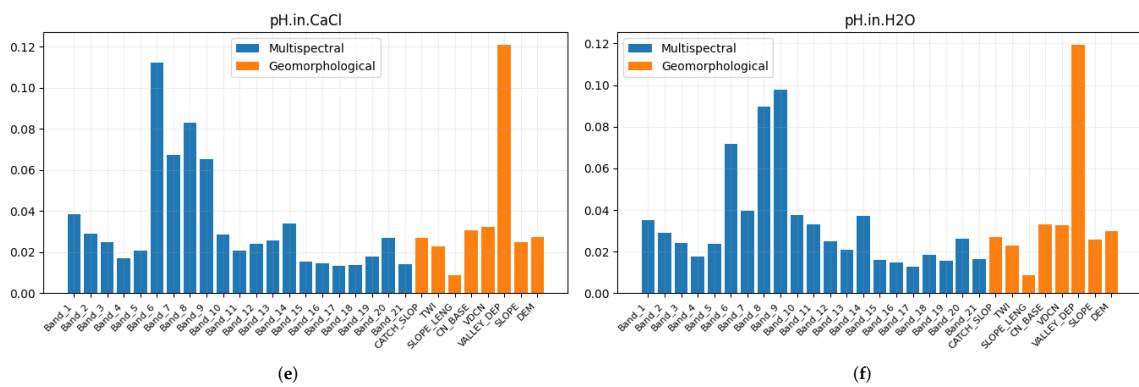 pH.in.CaCl
Multispectral
Geomorphological
0.12
0.10
0.08
0.06
0.04
0.02
0.00
Band_1
Band_2
Band_3
Band_4
Band_5
Band_6
Band_7
Band_8
Band_9
Band_10
Band_11
Band_12
Band_13
Band_14
Band_15
Band_16
Band_17
Band_18
Band_19
Band_20
Band_21
CATCH_SLOP
TWI
SLOPE_LENG
CN_BASE
VDCN
VALLEY_DEP
SLOPE
DEM
(e)
pH.in.H2O
Multispectral
Geomorphological
0.12
0.10
0.08
0.06
0.04
0.02
0.00
Band_1
Band_2
Band_3
Band_4
Band_5
Band_6
Band_7
Band_8
Band_9
Band_10
Band_11
Band_12
Band_13
Band_14
Band_15
Band_16
Band_17
Band_18
Band_19
Band_20
Band_21
CATCH_SLOP
TWI
SLOPE_LENG
CN_BASE
VDCN
VALLEY_DEP
SLOPE
DEM
(f)